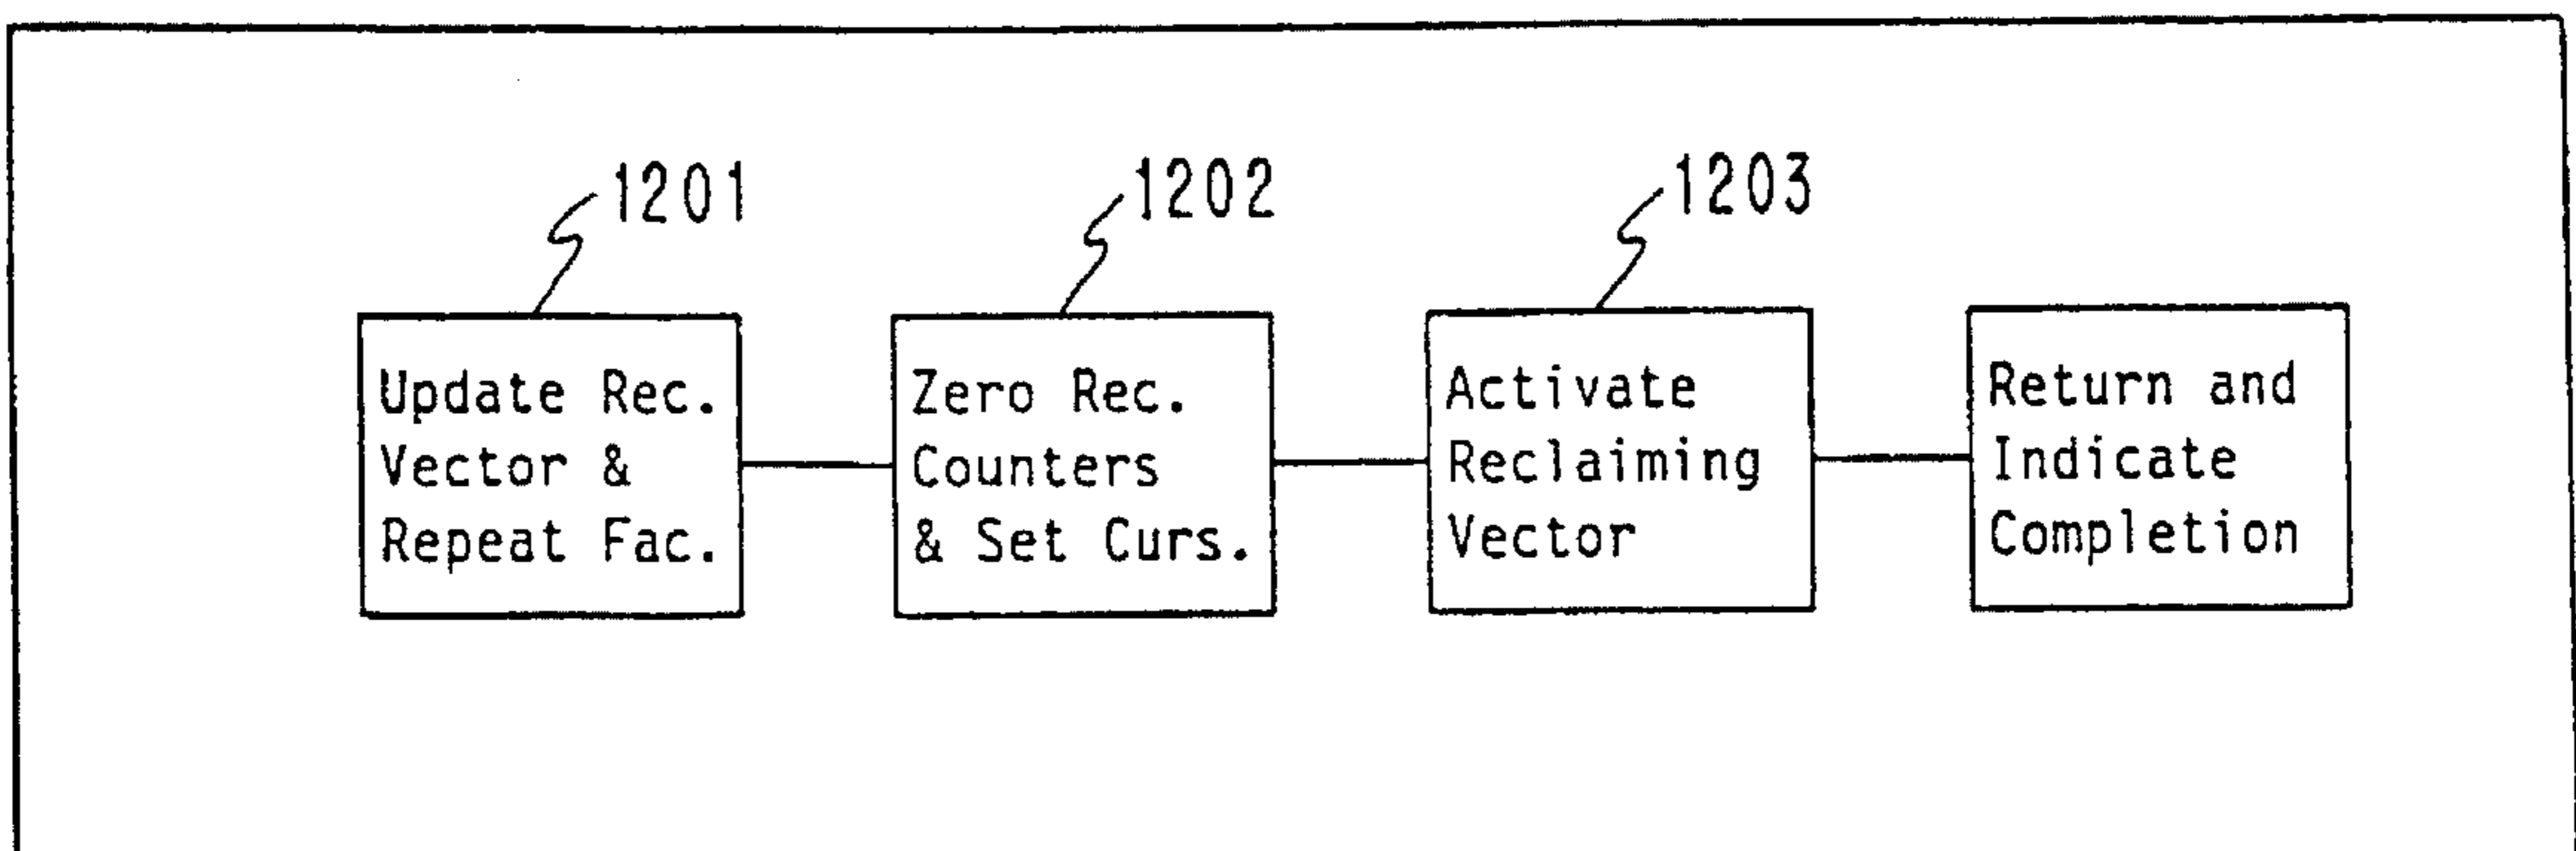 1201
1202
1203
Update Rec.
Vector &
Repeat Fac.
Zero Rec.
Counters
& Set Curs.
Activate
Reclaiming
Vector
Return and
Indicate
Completion